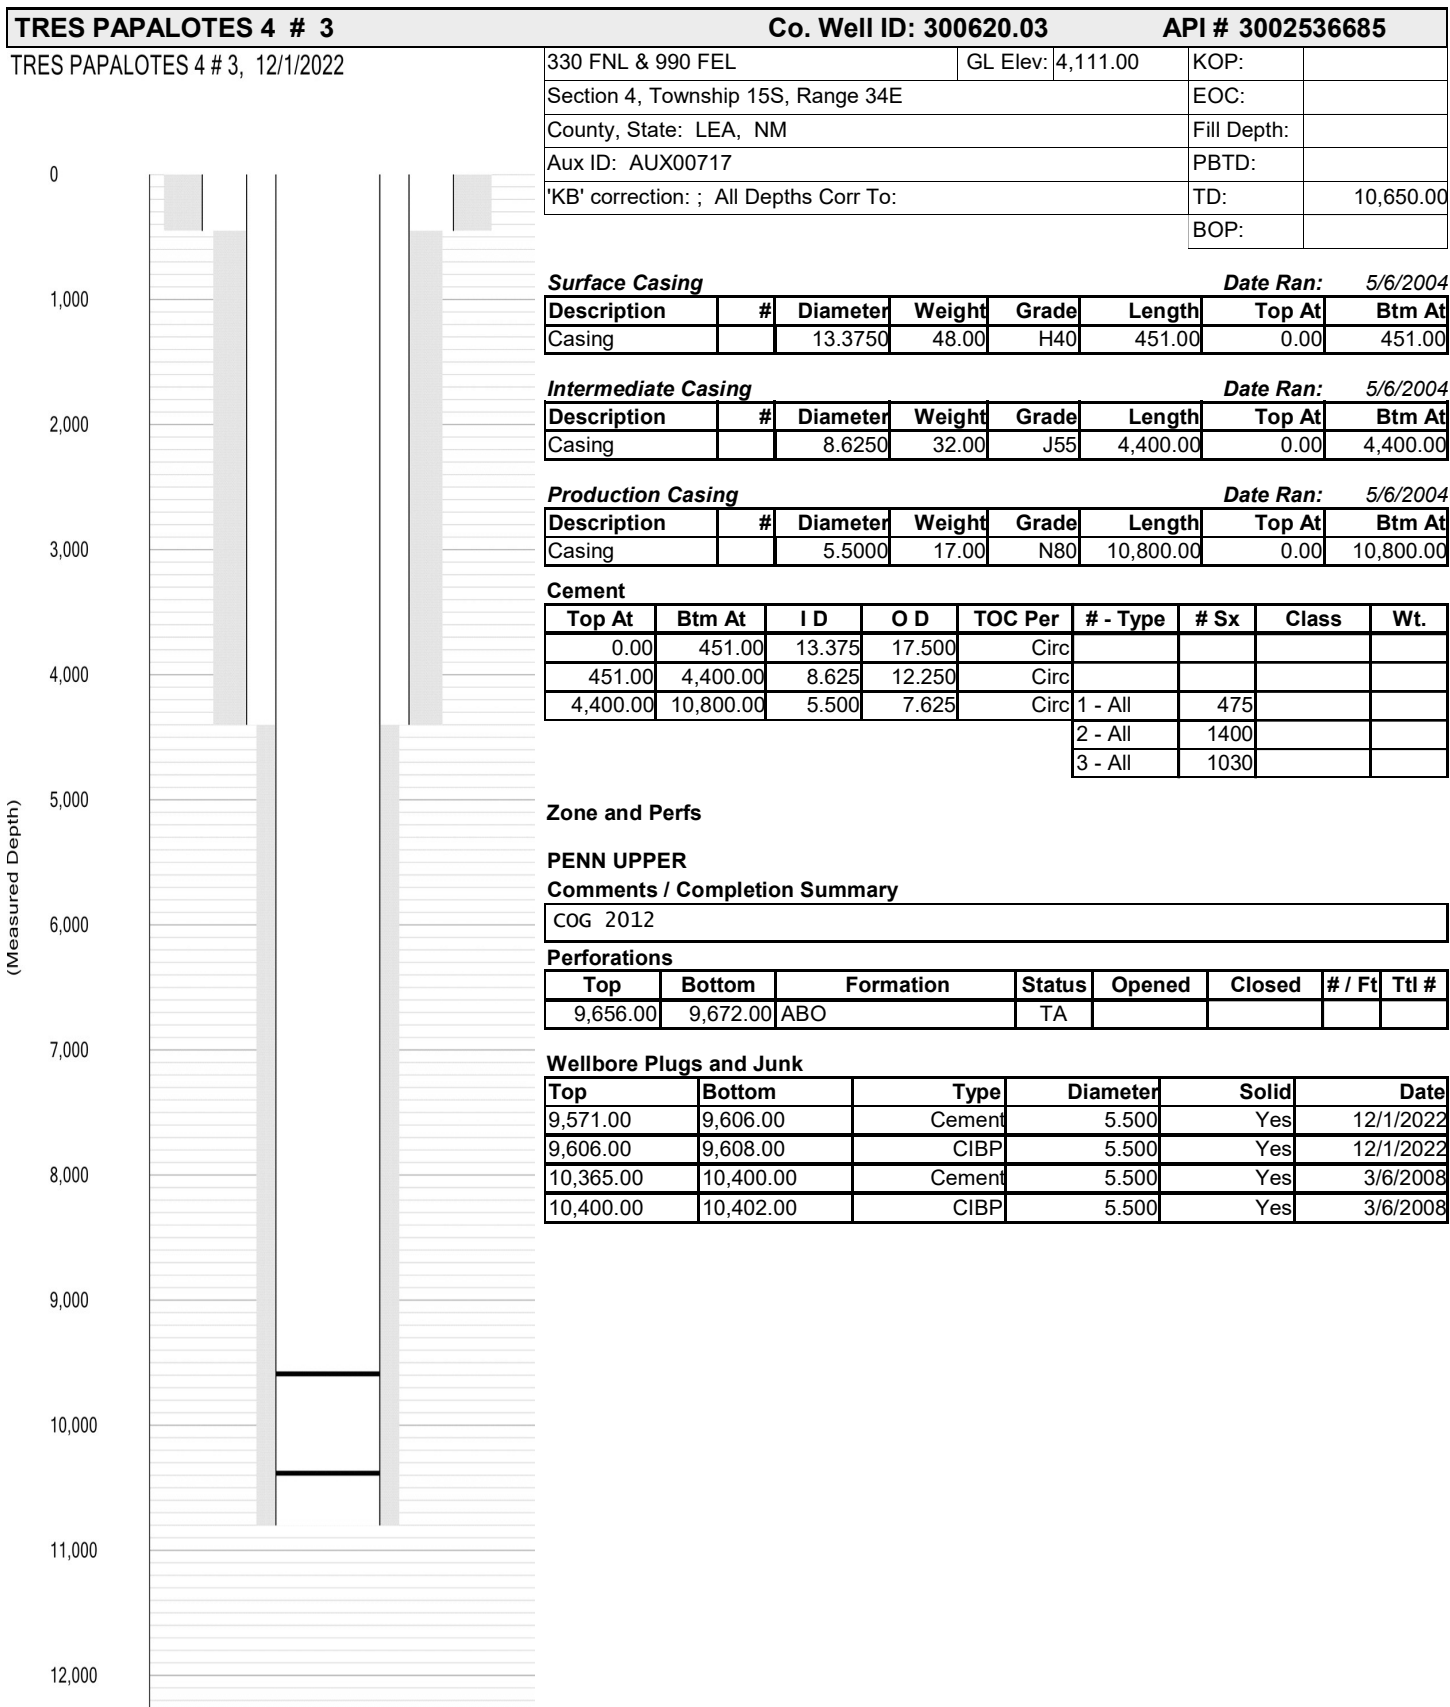 TRES PAPALOTES 4 # 3 Co. Well ID: 300620.03 API # 3002536685
TRES PAPALOTES 4 # 3, 12/1/2022
330 FNL & 990 FEL GL Elev: 4,111.00 KOP:
Section 4, Township 15S, Range 34E EOC:
County, State: LEA, NM Fill Depth:
Aux ID: AUX00717 PBTD:
'KB' correction: ; All Depths Corr To: TD: 10,650.00
BOP:
Surface Casing Date Ran: 5/6/2004
Description # Diameter Weight Grade Length Top At Btm At
Casing 13.3750 48.00 H40 451.00 0.00 451.00
Intermediate Casing Date Ran: 5/6/2004
Description # Diameter Weight Grade Length Top At Btm At
Casing 8.6250 32.00 J55 4,400.00 0.00 4,400.00
Production Casing Date Ran: 5/6/2004
Description # Diameter Weight Grade Length Top At Btm At
Casing 5.5000 17.00 N80 10,800.00 0.00 10,800.00
Cement
Top At Btm At I D O D TOC Per # - Type # Sx Class Wt.
0.00 451.00 13.375 17.500 Circ
451.00 4,400.00 8.625 12.250 Circ
4,400.00 10,800.00 5.500 7.625 Circ 1 - All 475
2 - All 1400
3 - All 1030
Zone and Perfs
PENN UPPER
Comments / Completion Summary
COG 2012
Perforations
Top Bottom Formation Status Opened Closed # / Ft Ttl #
9,656.00 9,672.00 ABO TA
Wellbore Plugs and Junk
Top Bottom Type Diameter Solid Date
9,571.00 9,606.00 Cement 5.500 Yes 12/1/2022
9,606.00 9,608.00 CIBP 5.500 Yes 12/1/2022
10,365.00 10,400.00 Cement 5.500 Yes 3/6/2008
10,400.00 10,402.00 CIBP 5.500 Yes 3/6/2008
(Measured Depth)
0
1,000
2,000
3,000
4,000
5,000
6,000
7,000
8,000
9,000
10,000
11,000
12,000